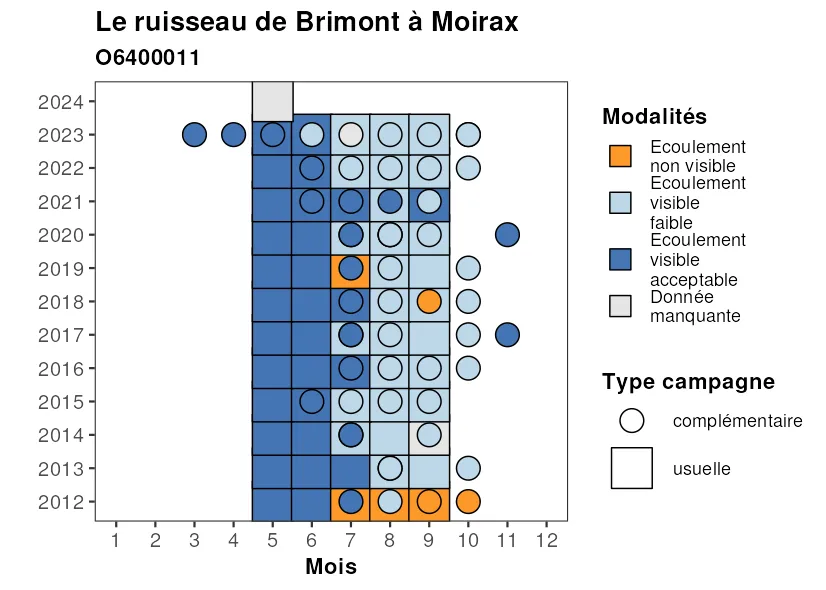 Le ruisseau de Brimont à Moirax
O6400011
2024
2023
2022
2021
2020
2019
2018
2017
2016
2015
2014
2013
2012
1 2 3 4 5 6 7 8 9 10 11 12
Mois
Modalités
Ecoulement
non visible
Ecoulement
visible
faible
Ecoulement
visible
acceptable
Donnée
manquante
Type campagne
complémentaire
usuelle